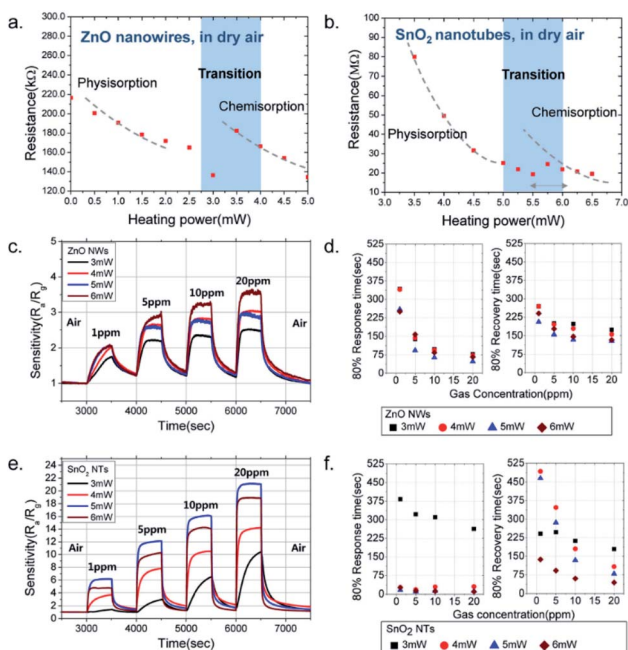 a.
ZnO nanowires, in dry air
Transition
Physisorption
Chemisorption
Resistance(kΩ)
300.0
280.0
260.0
240.0
220.0
200.0
180.0
160.0
140.0
120.0
0.0 0.5 1.0 1.5 2.0 2.5 3.0 3.5 4.0 4.5 5.0
Heating power(mW)
b.
SnO2 nanotubes, in dry air
Transition
Chemisorption
Physisorption
Resistance(MΩ)
100
90
80
70
60
50
40
30
20
10
3.0 3.5 4.0 4.5 5.0 5.5 6.0 6.5 7.0
Heating power(mW)
c.
ZnO NWs
3mW
4mW
5mW
6mW
Air
1ppm
5ppm
10ppm
20ppm
Air
Sensitivity(Ra/Rg)
5
4
3
2
1
0
3000 4000 5000 6000 7000
Time(sec)
d.
80% Response time(sec)
525
450
375
300
225
150
75
0
0 5 10 15 20
80% Recovery time(sec)
525
450
375
300
225
150
75
0
0 5 10 15 20
Gas Concentration(ppm)
ZnO NWs
3mW 4mW 5mW 6mW
e.
SnO2 NTs
3mW
4mW
5mW
6mW
Air
1ppm
5ppm
10ppm
20ppm
Air
Sensitivity(Ra/Rg)
26
24
22
20
18
16
14
12
10
8
6
4
2
0
3000 4000 5000 6000 7000
Time(sec)
f.
80% Response time(sec)
525
450
375
300
225
150
75
0
0 5 10 15 20
80% Recovery time(sec)
525
450
375
300
225
150
75
0
0 5 10 15 20
Gas concentration(ppm)
SnO2 NTs
3mW 4mW 5mW 6mW